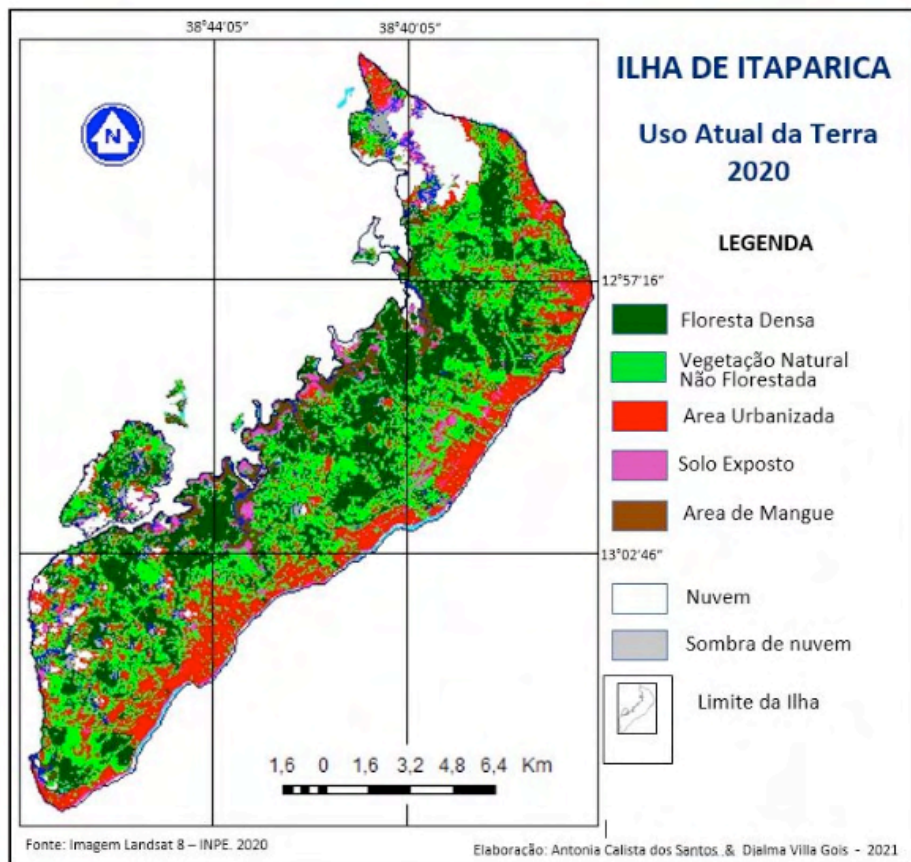 38°44'05"
38°40'05"
ILHA DE ITAPARICA
Uso Atual da Terra
2020
N
LEGENDA
12°57'16"
Floresta Densa
Vegetação Natural
Não Florestada
Area Urbanizada
Solo Exposto
Area de Mangue
13°02'46"
Nuvem
Sombra de nuvem
Limite da Ilha
1,6 0 1,6 3,2 4,8 6,4 Km
Fonte: Imagem Landsat 8 – INPE. 2020
Elaboração: Antonia Calista dos Santos & Djalma Villa Gois - 2021